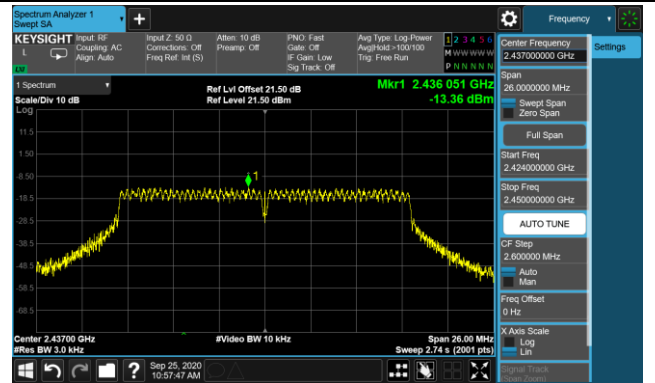 Spectrum Analyzer 1
Swept SA
Frequency
KEYSIGHT
L
Input: RF
Coupling: AC
Align: Auto
Input Z: 50 Ω
Corrections: Off
Freq Ref: Int (S)
Atten: 10 dB
Preamp: Off
PNO: Fast
Gate: Off
IF Gain: Low
Sig Track: Off
Avg Type: Log-Power
Avg|Hold >100/100
Trig: Free Run
1 2 3 4 5 6
M W W W W W
P N N N N N
1 Spectrum
Scale/Div 10 dB
Ref Lvl Offset 21.50 dB
Ref Level 21.50 dBm
Mkr1 2.436 051 GHz
-13.36 dBm
Log
11.5
1.50
-8.50
-18.5
-28.5
-38.5
-48.5
-58.5
-68.5
1
Center 2.43700 GHz
#Res BW 3.0 kHz
#Video BW 10 kHz
Span 26.00 MHz
Sweep 2.74 s (2001 pts)
?
Sep 25, 2020
10:57:47 AM
Center Frequency
2.437000000 GHz
Settings
Span
26.0000000 MHz
Swept Span
Zero Span
Full Span
Start Freq
2.424000000 GHz
Stop Freq
2.450000000 GHz
AUTO TUNE
CF Step
2.600000 MHz
Auto
Man
Freq Offset
0 Hz
X Axis Scale
Log
Lin
Signal Track
(Span Zoom)